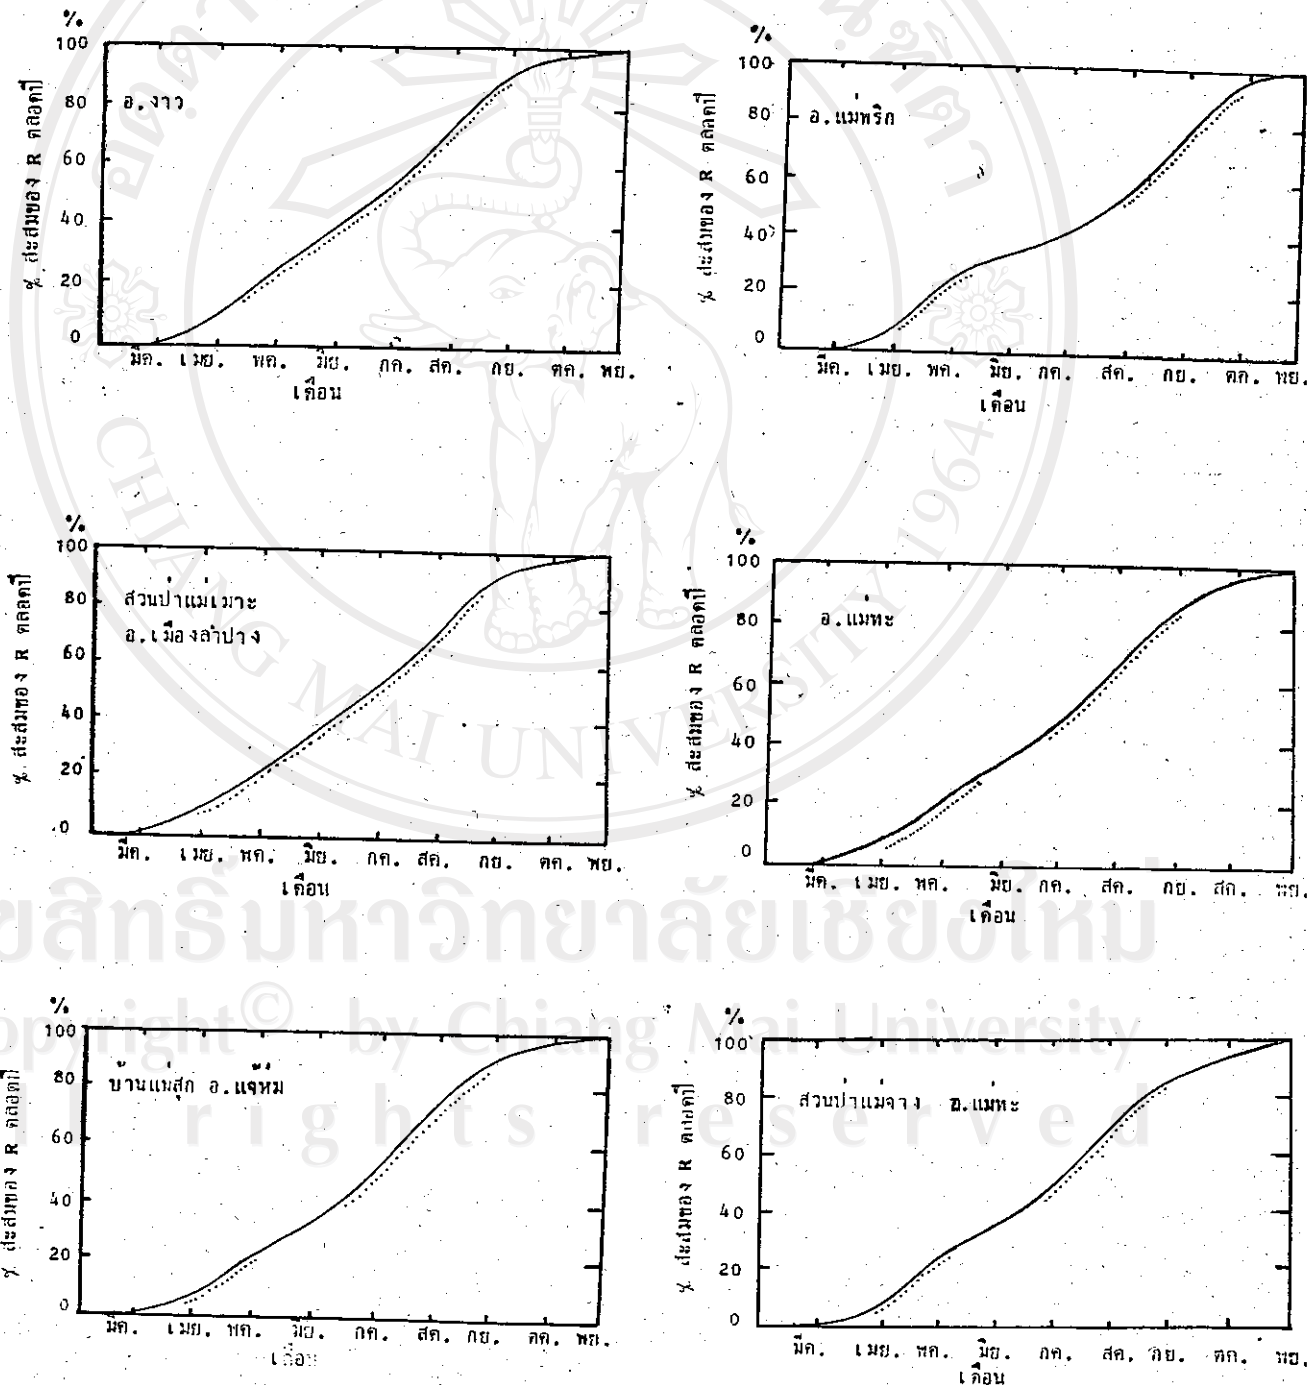 %
100
80
60
40
20
0
% สะสมของ R ตลอดปี
อ.งาว
มีค. เมย. พค. มิย. กค. สค. กย. ตค. พย.
เดือน
%
100
80
60
40
20
0
% สะสมของ R ตลอดปี
อ.แม่พริก
มีค. เมย. พค. มิย. กค. สค. กย. ตค. พย.
เดือน
%
100
80
60
40
20
0
% สะสมของ R ตลอดปี
สวนป่าแม่เมาะ
อ.เมืองลำปาง
มีค. เมย. พค. มิย. กค. สค. กย. ตค. พย.
เดือน
%
100
80
60
40
20
0
% สะสมของ R ตลอดปี
อ.แม่ทะ
มีค. เมย. พค. มิย. กค. สค. กย. สก. พย.
เดือน
%
100
80
60
40
20
0
% สะสมของ R ตลอดปี
บ้านแม่สุก อ.แจ้ห่ม
มีค. เมย. พค. มิย. กค. สค. กย. ตค. พย.
เดือน
%
100
80
60
40
20
0
% สะสมของ R ตลอดปี
สวนป่าแม่จาง อ.แม่ทะ
มีค. เมย. พค. มิย. กค. สค. กย. ตค. พย.
เดือน
CHIANG MAI UNIVERSITY 1964
ขสิทธิ์มหาวิทยาลัยเชียงใหม่
opyright © by Chiang Mai University
rights reserved